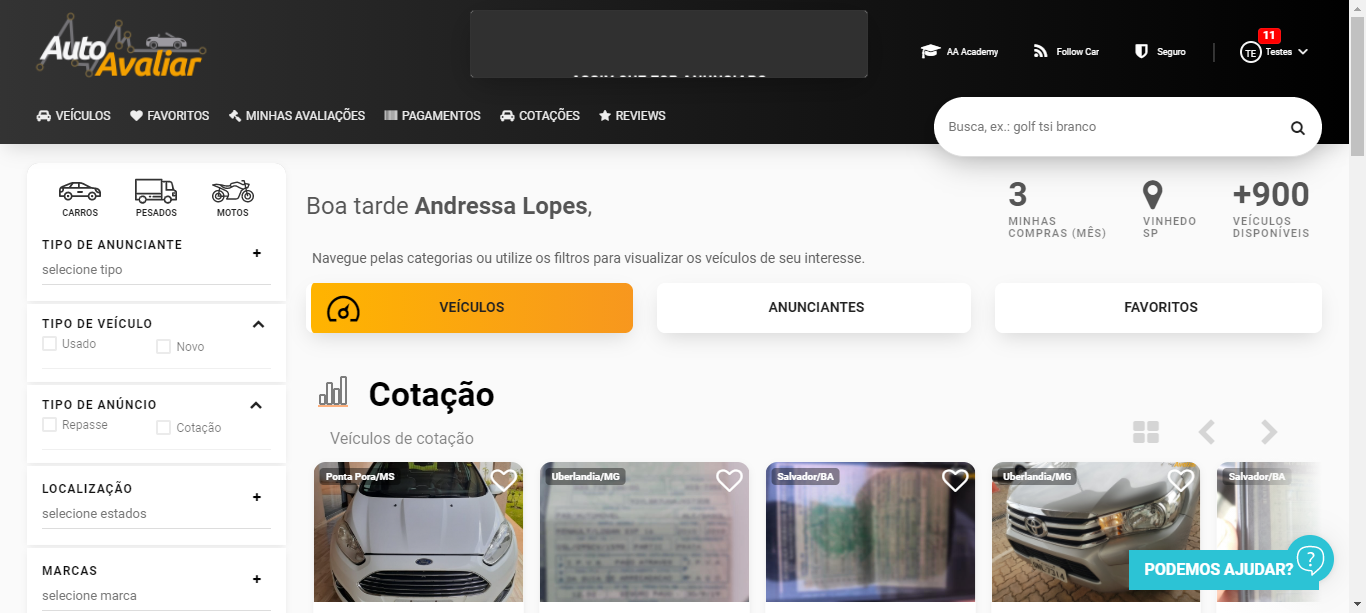 Auto
Avaliar
AA Academy
Follow Car
Seguro
TE
11
Testes
VEÍCULOS
FAVORITOS
MINHAS AVALIAÇÕES
PAGAMENTOS
COTAÇÕES
REVIEWS
Busca, ex.: golf tsi branco
CARROS
PESADOS
MOTOS
TIPO DE ANUNCIANTE
selecione tipo
TIPO DE VEÍCULO
Usado
Novo
TIPO DE ANÚNCIO
Repasse
Cotação
LOCALIZAÇÃO
selecione estados
MARCAS
selecione marca
Boa tarde Andressa Lopes,
3
MINHAS
COMPRAS (MÊS)
VINHEDO
SP
+900
VEÍCULOS
DISPONÍVEIS
Navegue pelas categorias ou utilize os filtros para visualizar os veículos de seu interesse.
VEÍCULOS
ANUNCIANTES
FAVORITOS
Cotação
Veículos de cotação
Ponta Pora/MS
Uberlandia/MG
Salvador/BA
Uberlandia/MG
Salvador/BA
PODEMOS AJUDAR?